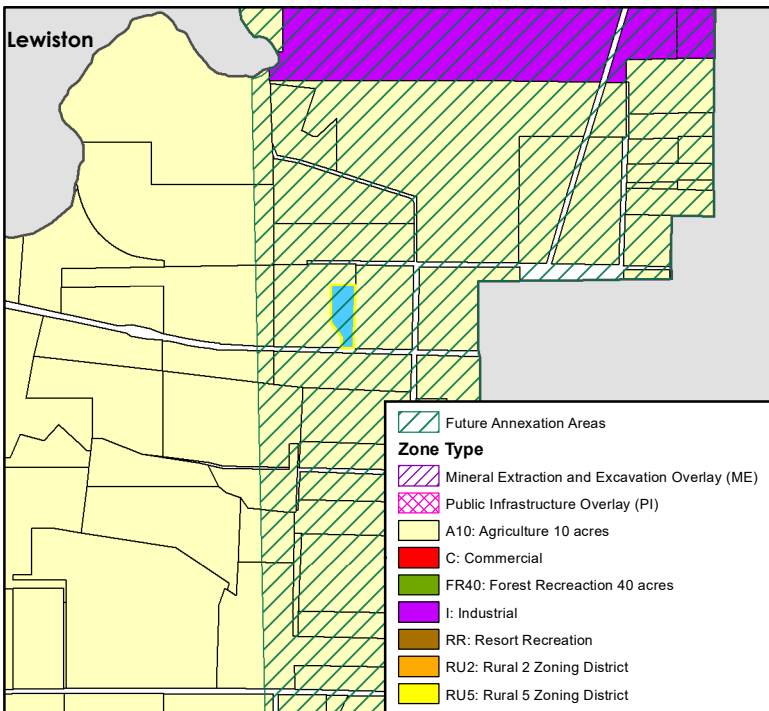 Lewiston
Future Annexation Areas
Zone Type
Mineral Extraction and Excavation Overlay (ME)
Public Infrastructure Overlay (PI)
A10: Agriculture 10 acres
C: Commercial
FR40: Forest Recreaction 40 acres
I: Industrial
RR: Resort Recreation
RU2: Rural 2 Zoning District
RU5: Rural 5 Zoning District